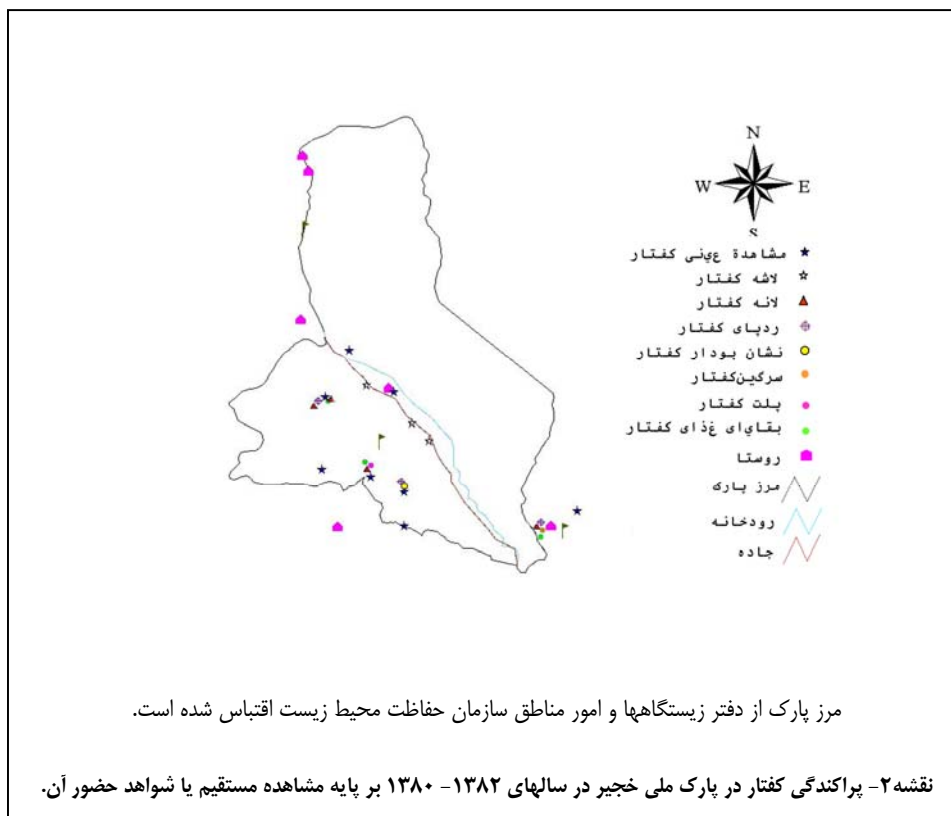 N
W E
S
مشاهدة عینی کفتار
لاشه کفتار
لانه کفتار
ردپای کفتار
نشان بودار کفتار
سرگین‌کفتار
پلت کفتار
بقایای غذای کفتار
روستا
مرز پارک
رودخانه
جاده
مرز پارک از دفتر زیستگاهها و امور مناطق سازمان حفاظت محیط زیست اقتباس شده است.
نقشه۲- پراکندگی کفتار در پارک ملی خجیر در سالهای ۱۳۸۲- ۱۳۸۰ بر پایه مشاهده مستقیم یا شواهد حضور آن.